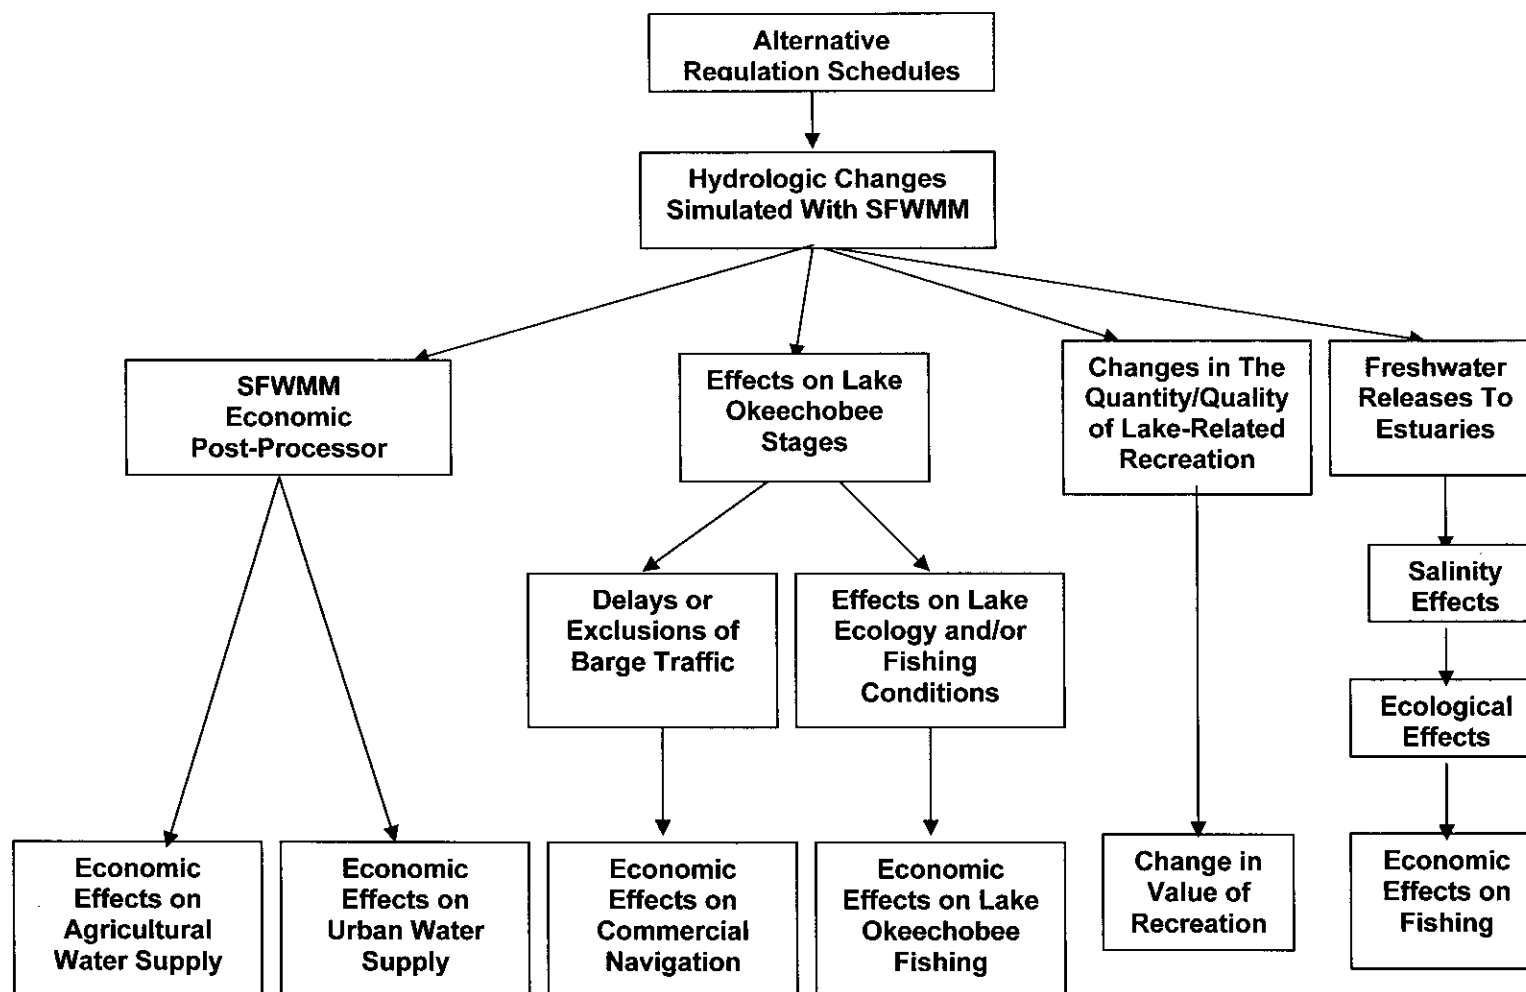 Alternative
Regulation Schedules
Hydrologic Changes
Simulated With SFWMM
SFWMM
Economic
Post-Processor
Effects on Lake
Okeechobee
Stages
Changes in The
Quantity/Quality
of Lake-Related
Recreation
Freshwater
Releases To
Estuaries
Delays or
Exclusions of
Barge Traffic
Effects on Lake
Ecology and/or
Fishing
Conditions
Salinity
Effects
Ecological
Effects
Economic
Effects on
Agricultural
Water Supply
Economic
Effects on
Urban Water
Supply
Economic
Effects on
Commercial
Navigation
Economic
Effects on Lake
Okeechobee
Fishing
Change in
Value of
Recreation
Economic
Effects on
Fishing